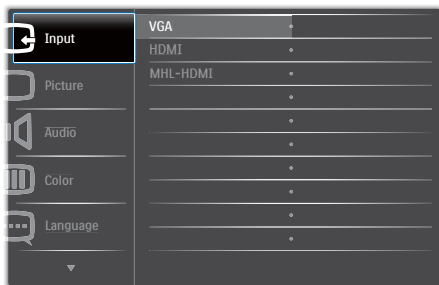 Input
Picture
Audio
Color
Language
VGA
HDMI
MHL-HDMI